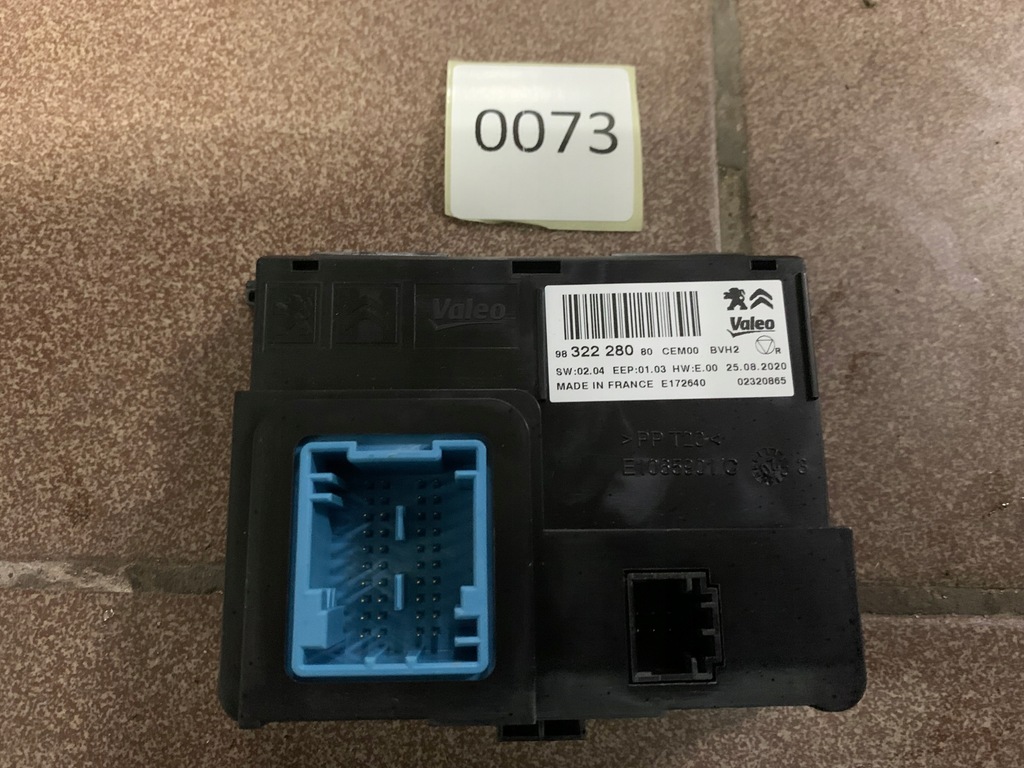 0073
Valeo
Valeo
98 322 280 80 CEM00 BVH2 R
SW:02.04 EEP:01.03 HW:E.00 25.08.2020
MADE IN FRANCE E172640 02320865
>PP T20<